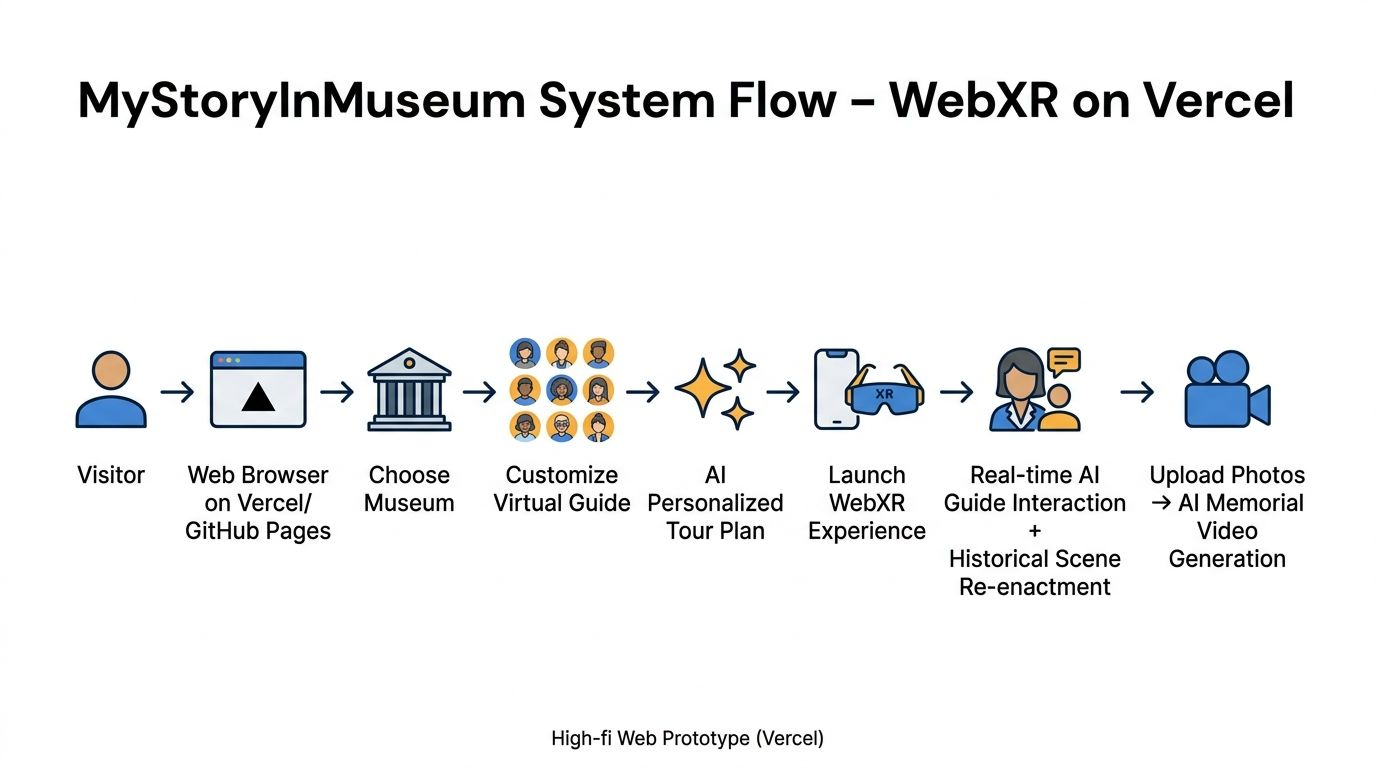 MyStoryInMuseum System Flow – WebXR on Vercel
XR
Visitor
Web Browser
on Vercel/
GitHub Pages
Choose
Museum
Customize
Virtual Guide
AI
Personalized
Tour Plan
Launch
WebXR
Experience
Real-time AI
Guide Interaction
+
Historical Scene
Re-enactment
Upload Photos
→ AI Memorial
Video
Generation
High-fi Web Prototype (Vercel)